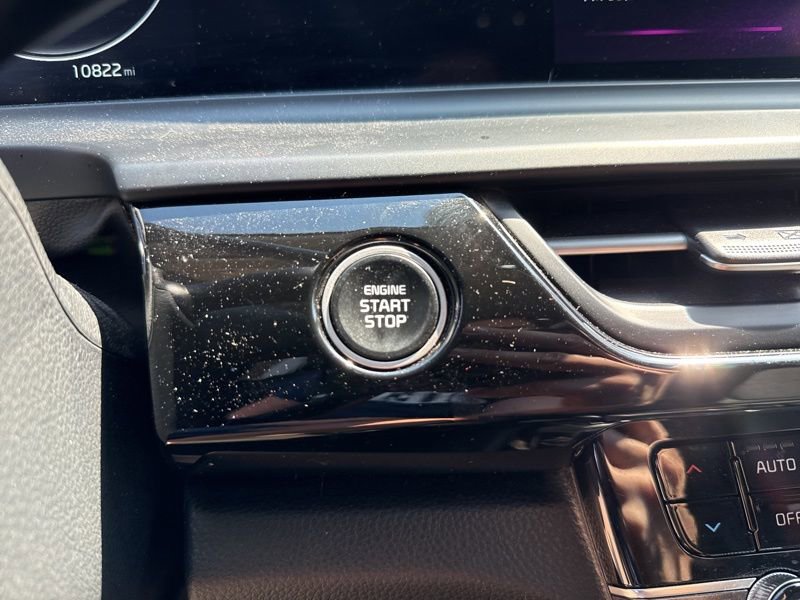 10822 mi
ENGINE
START
STOP
AUTO
OFF